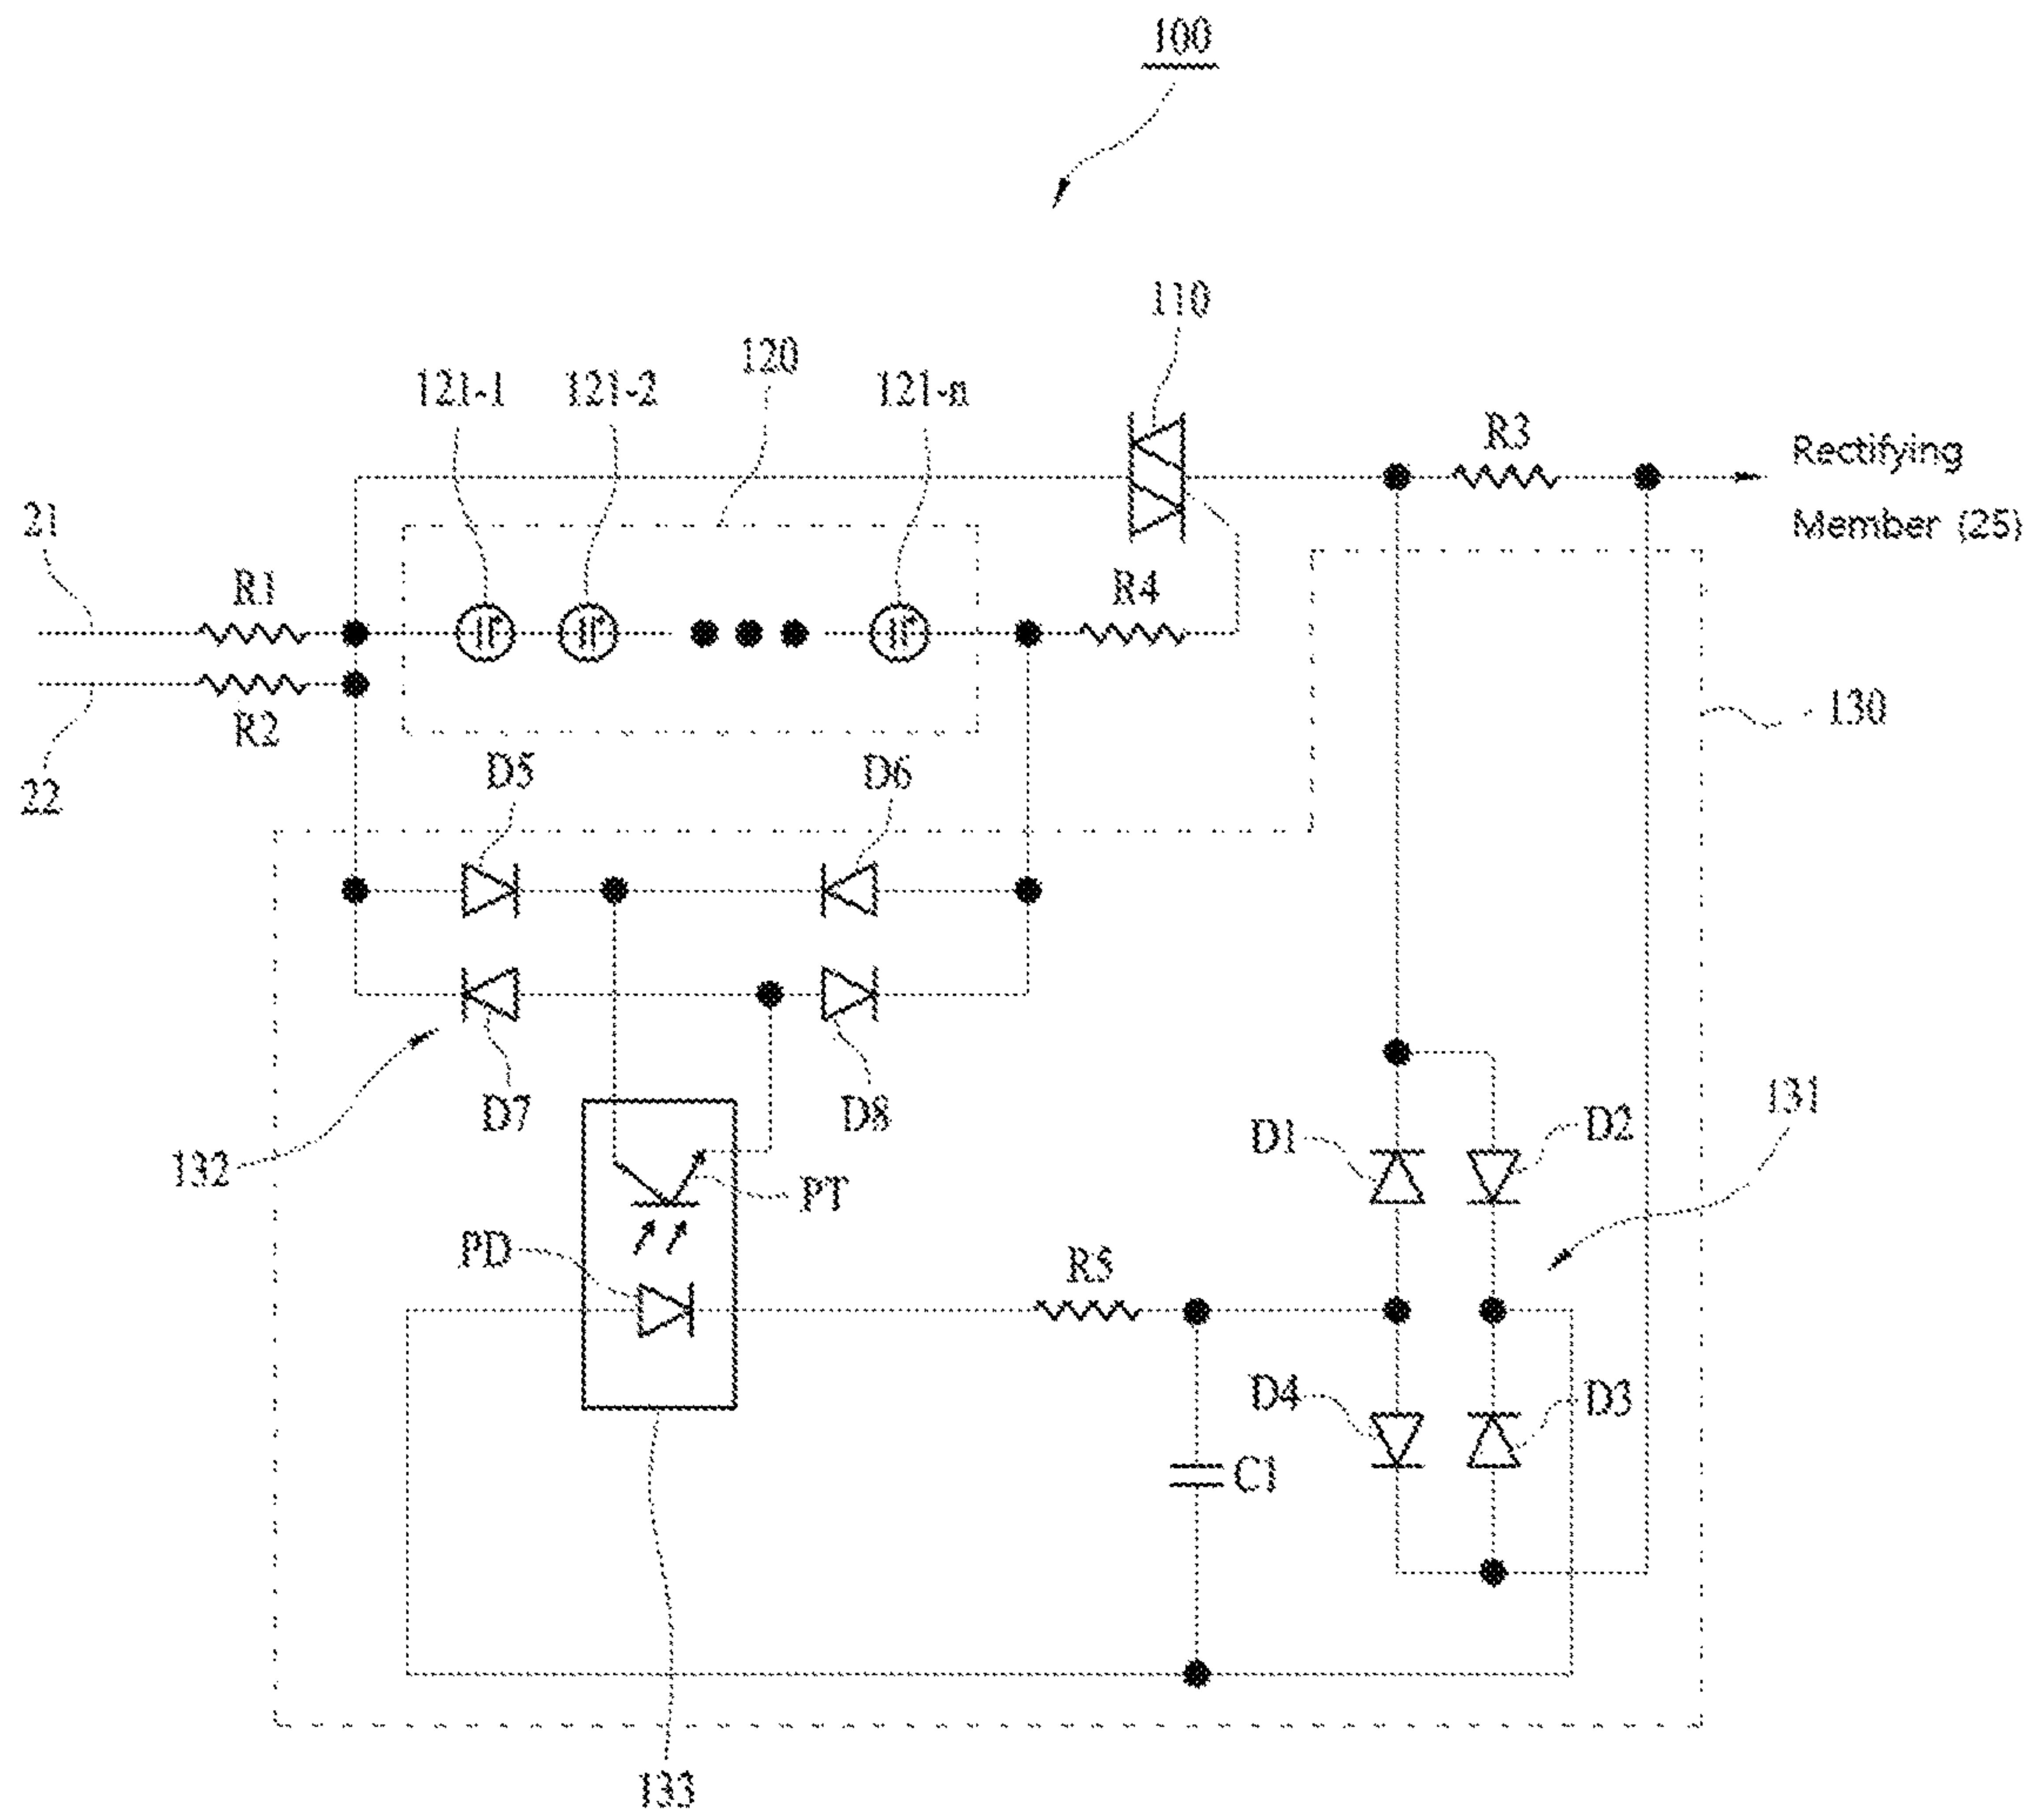 100
110
120
121-1
121-2
121-n
R3
Rectifying
Member (25)
21
R1
R4
R2
22
130
D5
D6
D7
D8
132
131
D1
D2
PT
PD
R5
D4
D3
C1
133